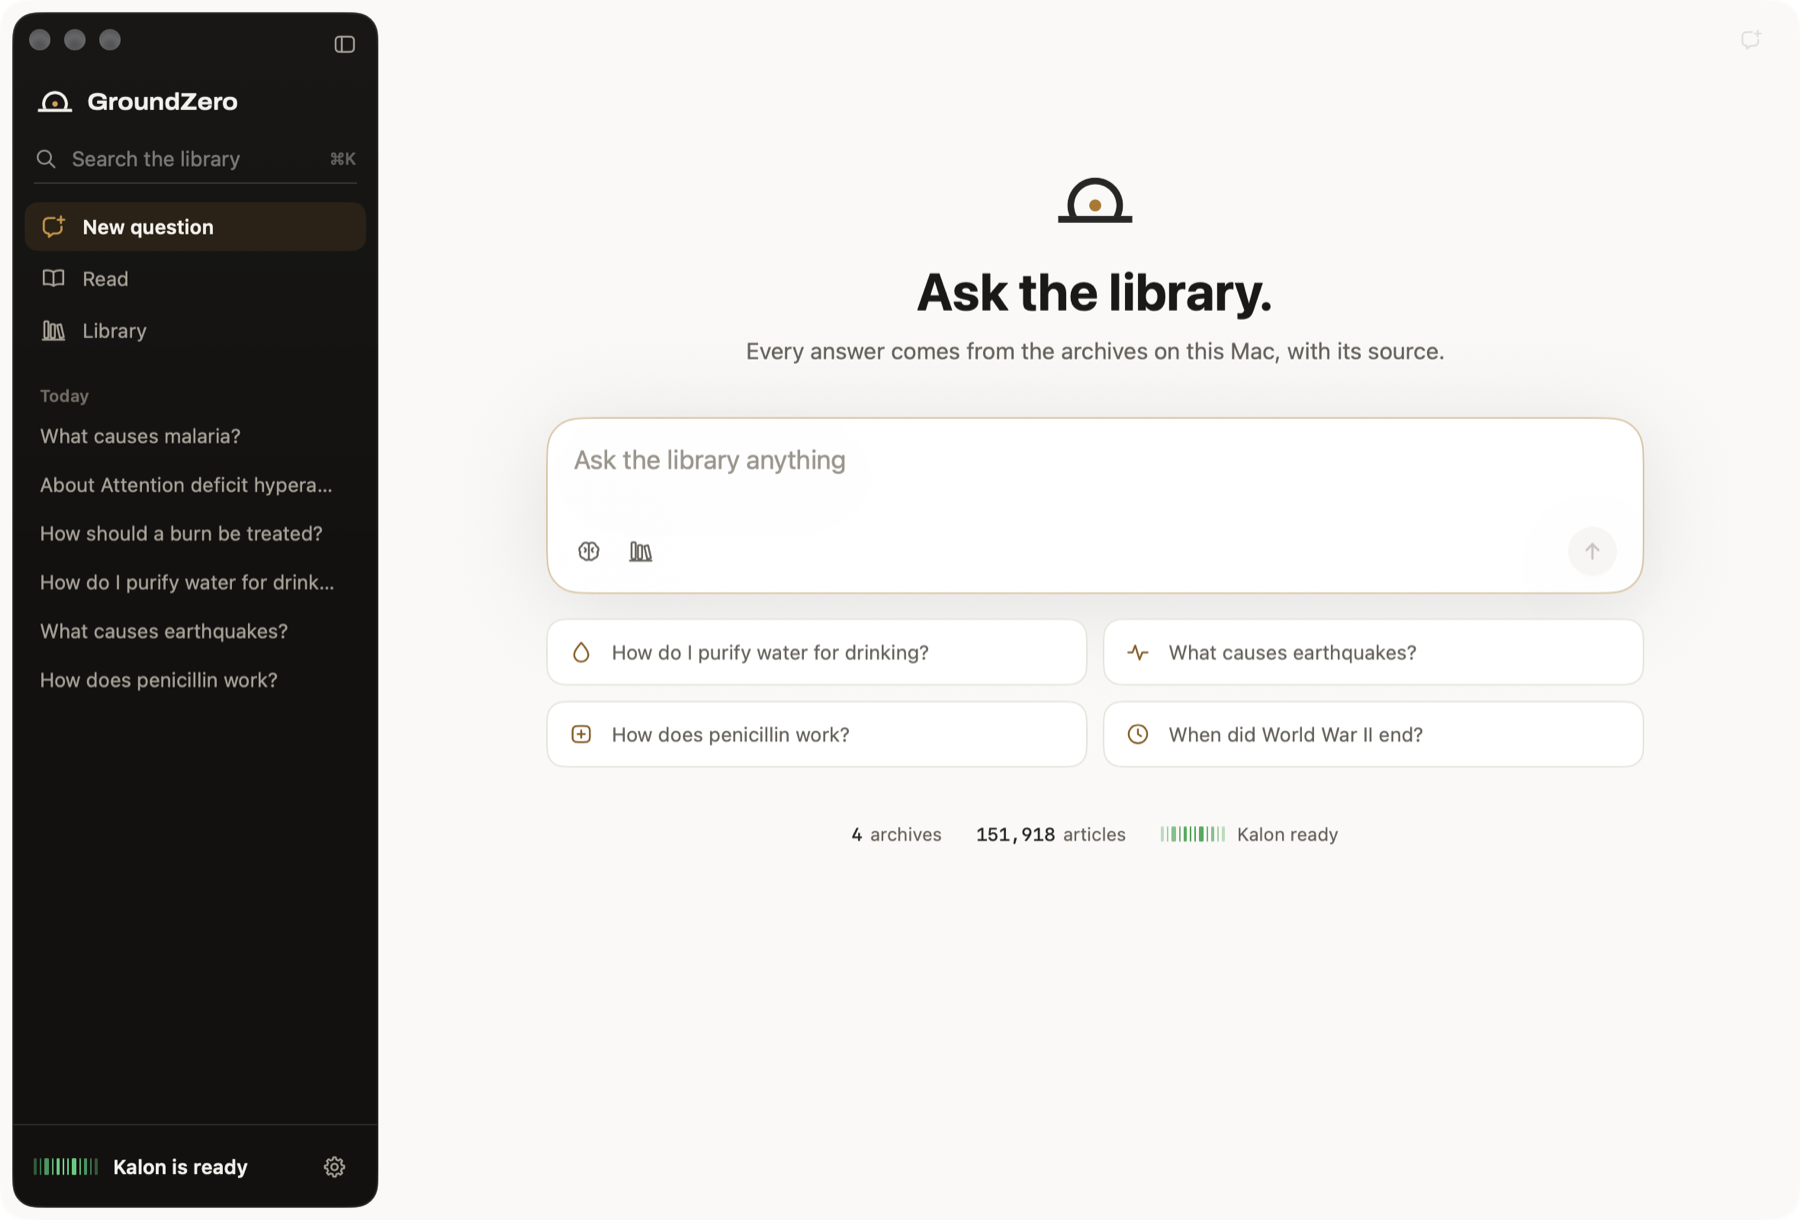 GroundZero
Search the library ⌘K
New question
Read
Library
Today
What causes malaria?
About Attention deficit hypera...
How should a burn be treated?
How do I purify water for drink...
What causes earthquakes?
How does penicillin work?
Kalon is ready
Ask the library.
Every answer comes from the archives on this Mac, with its source.
Ask the library anything
How do I purify water for drinking?
What causes earthquakes?
How does penicillin work?
When did World War II end?
4 archives 151,918 articles Kalon ready